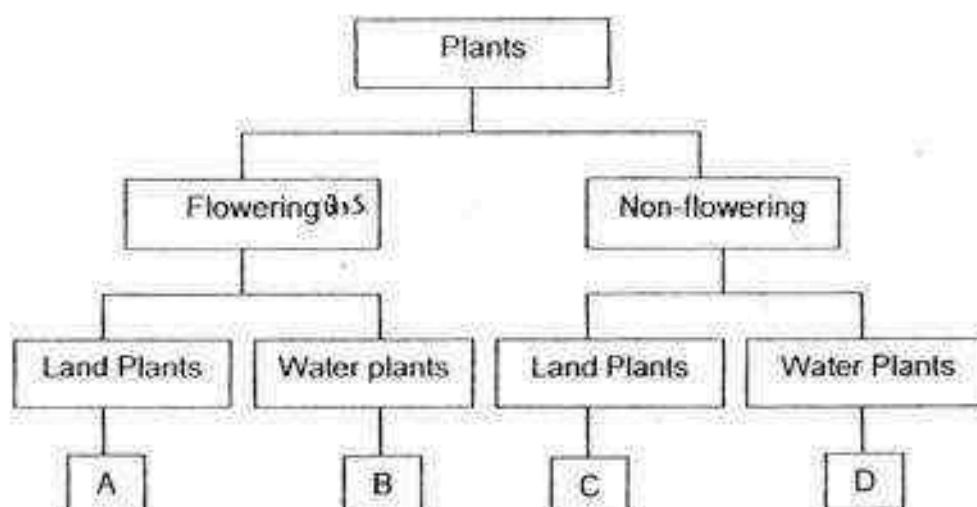 Plants
Flowering
Non-flowering
Land Plants
Water plants
Land Plants
Water Plants
A
B
C
D